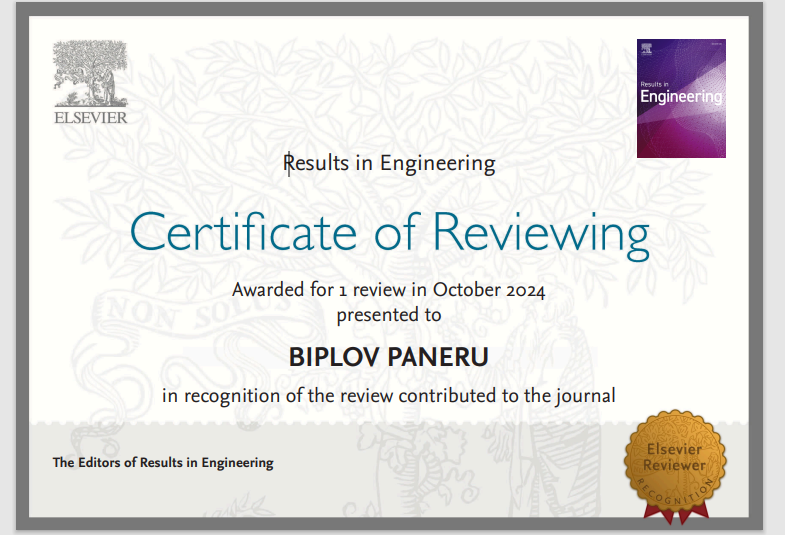 ELSEVIER
Results in
Engineering
Results in Engineering
Certificate of Reviewing
Awarded for 1 review in October 2024
presented to
BIPLOV PANERU
in recognition of the review contributed to the journal
NON SOLUS
The Editors of Results in Engineering
Elsevier
Reviewer
RECOGNITION